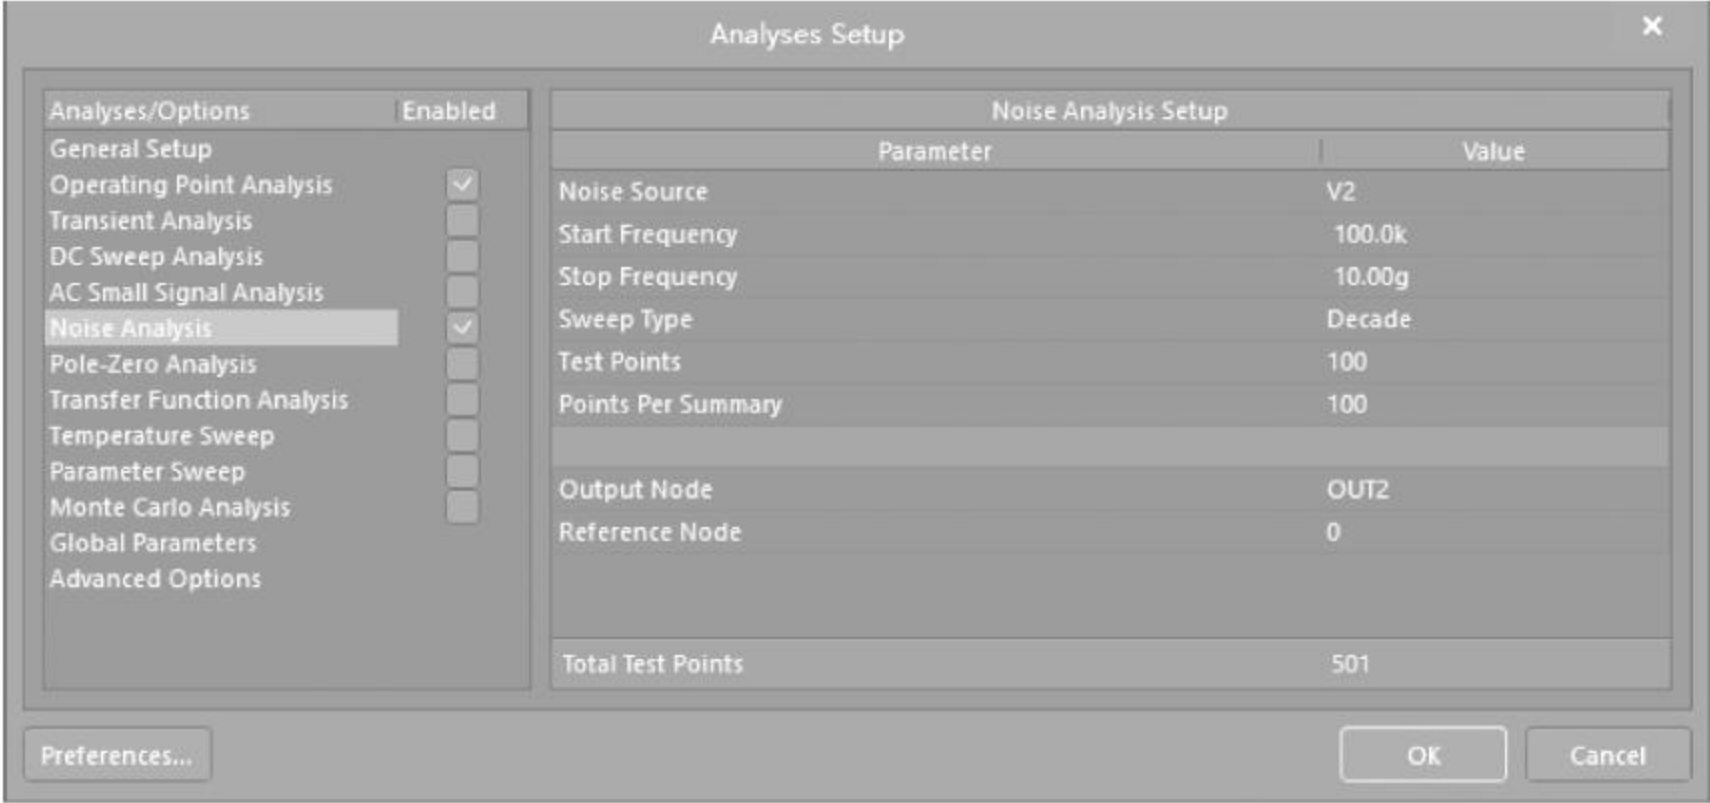 Analyses Setup
Analyses/Options Enabled
General Setup
Operating Point Analysis
Transient Analysis
DC Sweep Analysis
AC Small Signal Analysis
Noise Analysis
Pole-Zero Analysis
Transfer Function Analysis
Temperature Sweep
Parameter Sweep
Monte Carlo Analysis
Global Parameters
Advanced Options
Noise Analysis Setup
Parameter Value
Noise Source V2
Start Frequency 100.0k
Stop Frequency 10.00g
Sweep Type Decade
Test Points 100
Points Per Summary 100
Output Node OUT2
Reference Node 0
Total Test Points 501
Preferences... OK Cancel